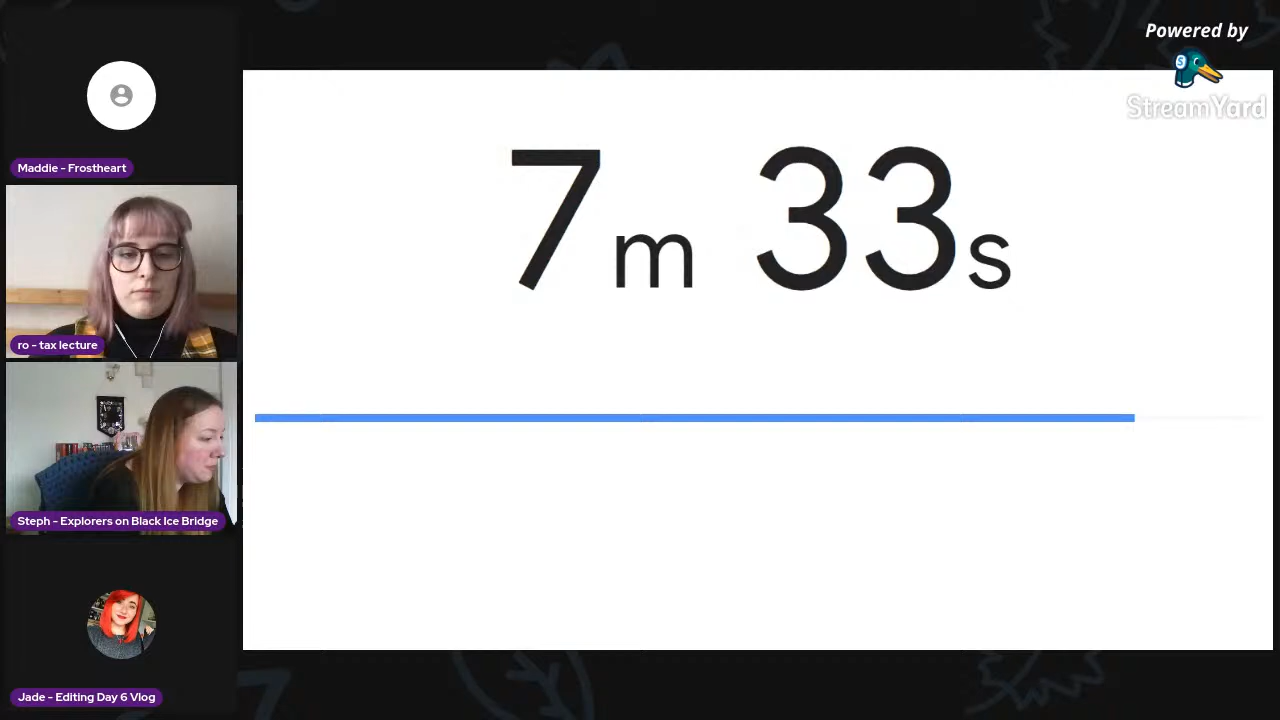 Powered by
StreamYard
Maddie - Frostheart
ro - tax lecture
Steph - Explorers on Black Ice Bridge
Jade - Editing Day 6 Vlog
7m 33s